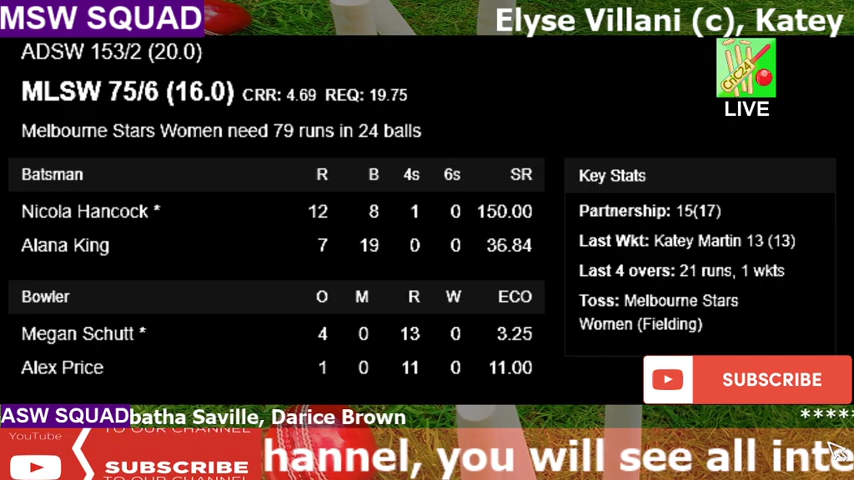 MSW SQUAD
Elyse Villani (c), Katey
ADSW 153/2 (20.0)
MLSW 75/6 (16.0) CRR: 4.69 REQ: 19.75
Melbourne Stars Women need 79 runs in 24 balls
CriC24
LIVE
Batsman R B 4s 6s SR
Nicola Hancock * 12 8 1 0 150.00
Alana King 7 19 0 0 36.84
Bowler O M R W ECO
Megan Schutt * 4 0 13 0 3.25
Alex Price 1 0 11 0 11.00
Key Stats
Partnership: 15(17)
Last Wkt: Katey Martin 13 (13)
Last 4 overs: 21 runs, 1 wkts
Toss: Melbourne Stars
Women (Fielding)
SUBSCRIBE
ASW SQUAD batha Saville, Darice Brown *****
YouTube
TO OUR CHANNEL
SUBSCRIBE
TO OUR CHANNEL
hannel, you will see all inte